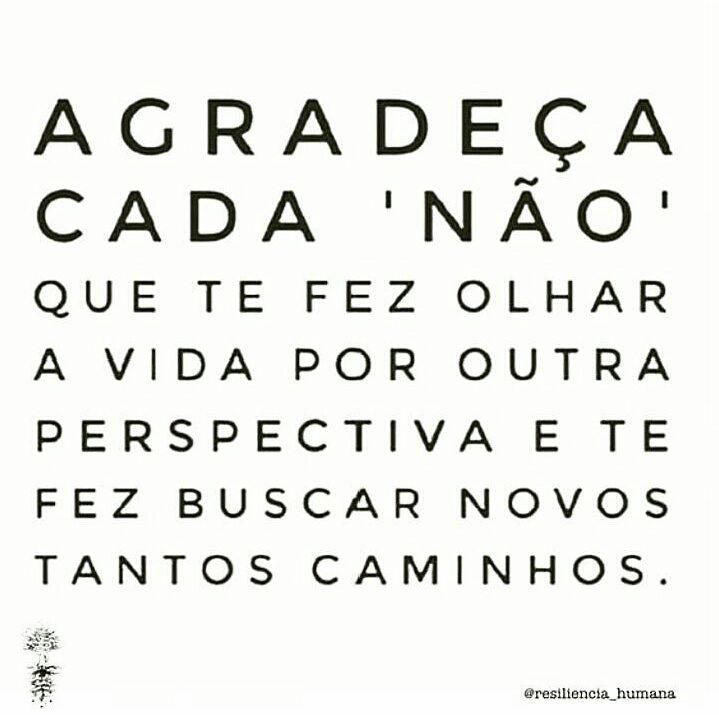 AGRADEÇA
CADA 'NÃO'
QUE TE FEZ OLHAR
A VIDA POR OUTRA
PERSPECTIVA E TE
FEZ BUSCAR NOVOS
TANTOS CAMINHOS.
@resiliencia_humana